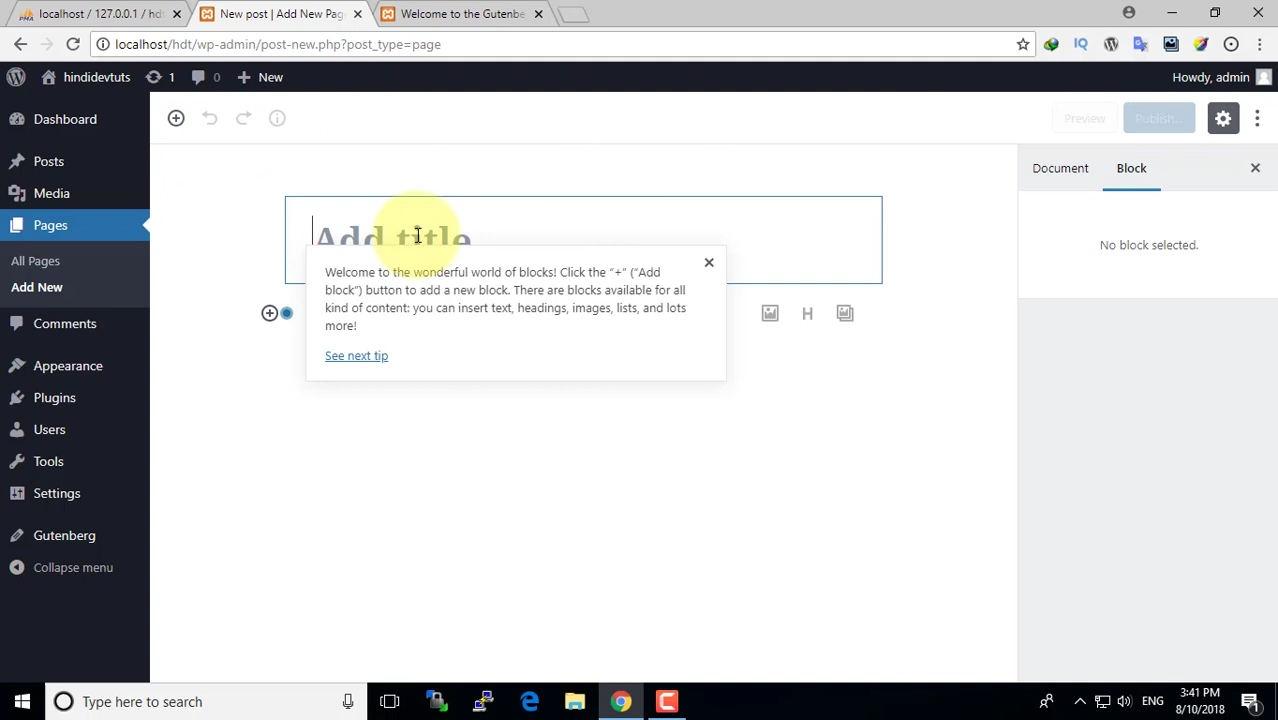 localhost / 127.0.0.1 / hdt
New post | Add New Page
Welcome to the Gutenbe
localhost/hdt/wp-admin/post-new.php?post_type=page
hindidevtuts
1
0
New
Howdy, admin
Dashboard
Posts
Media
Pages
All Pages
Add New
Comments
Appearance
Plugins
Users
Tools
Settings
Gutenberg
Collapse menu
Preview
Publish...
Document
Block
No block selected.
Add title
Welcome to the wonderful world of blocks! Click the “+” (“Add
block”) button to add a new block. There are blocks available for all
kind of content: you can insert text, headings, images, lists, and lots
more!
See next tip
H
Type here to search
ENG
3:41 PM
8/10/2018
1